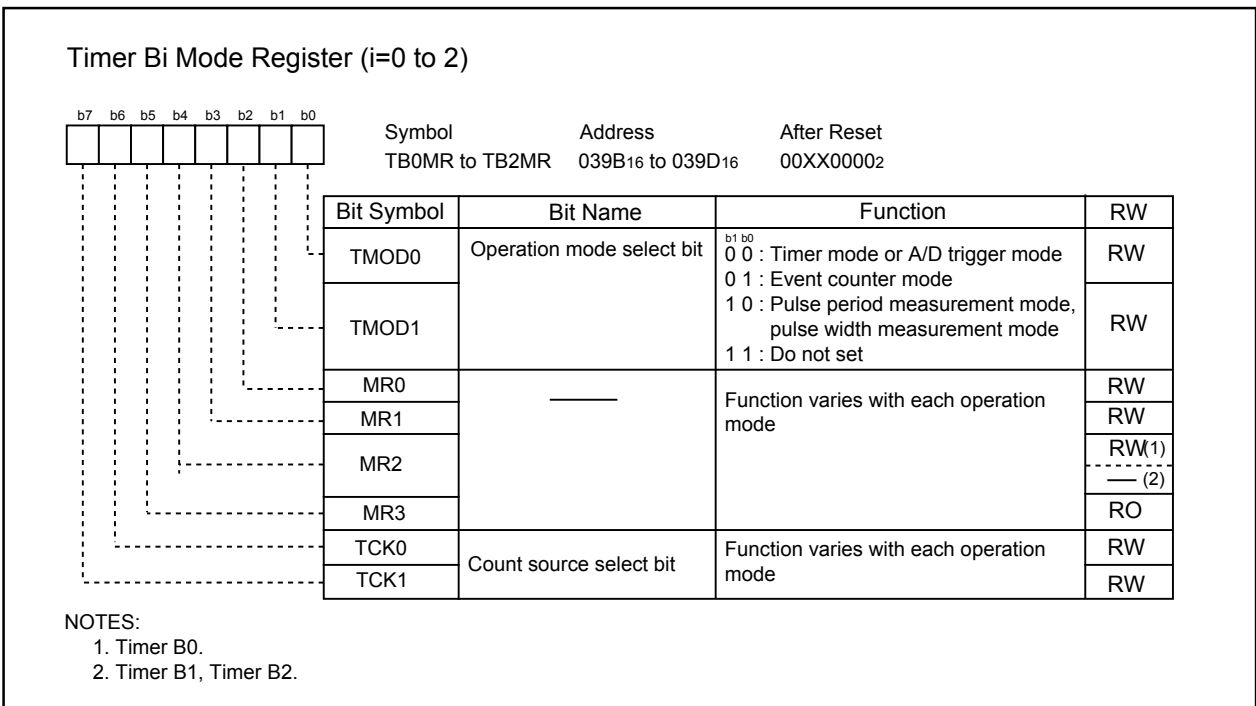 Timer Bi Mode Register (i=0 to 2)
b7 b6 b5 b4 b3 b2 b1 b0
Symbol Address After Reset
TB0MR to TB2MR 039B16 to 039D16 00XX00002
Bit Symbol Bit Name Function RW
TMOD0 Operation mode select bit b1 b0 RW
0 0 : Timer mode or A/D trigger mode
0 1 : Event counter mode
TMOD1 1 0 : Pulse period measurement mode, RW
pulse width measurement mode
1 1 : Do not set
MR0 —— Function varies with each operation RW
MR1 mode RW
MR2 RW(1)
— (2)
MR3 RO
TCK0 Count source select bit Function varies with each operation RW
TCK1 mode RW
NOTES:
1. Timer B0.
2. Timer B1, Timer B2.